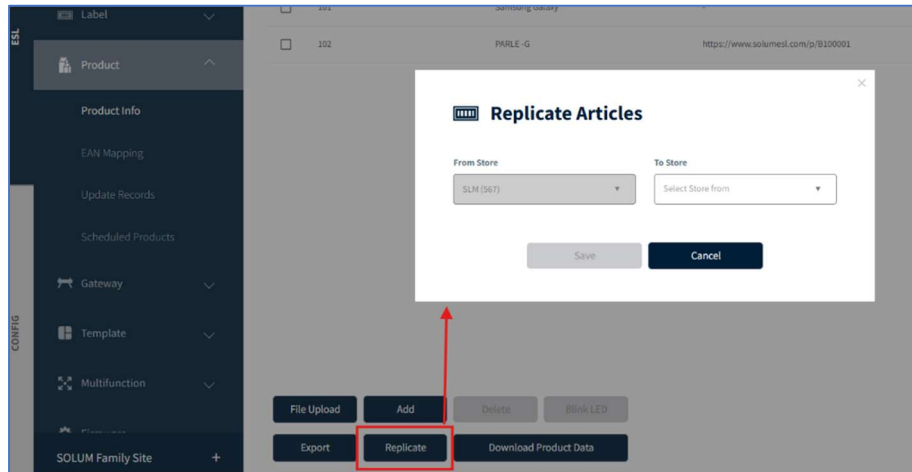 ESL
CONFIG
Label
Product
Product Info
EAN Mapping
Update Records
Scheduled Products
Gateway
Template
Multifunction
Firmware
SOLUM Family Site +
101 Samsung Galaxy -
102 PARLE -G https://www.solumesl.com/p/B100001
Replicate Articles
From Store To Store
SLM (567) Select Store from
Save Cancel
File Upload Add Delete Blink LED
Export Replicate Download Product Data